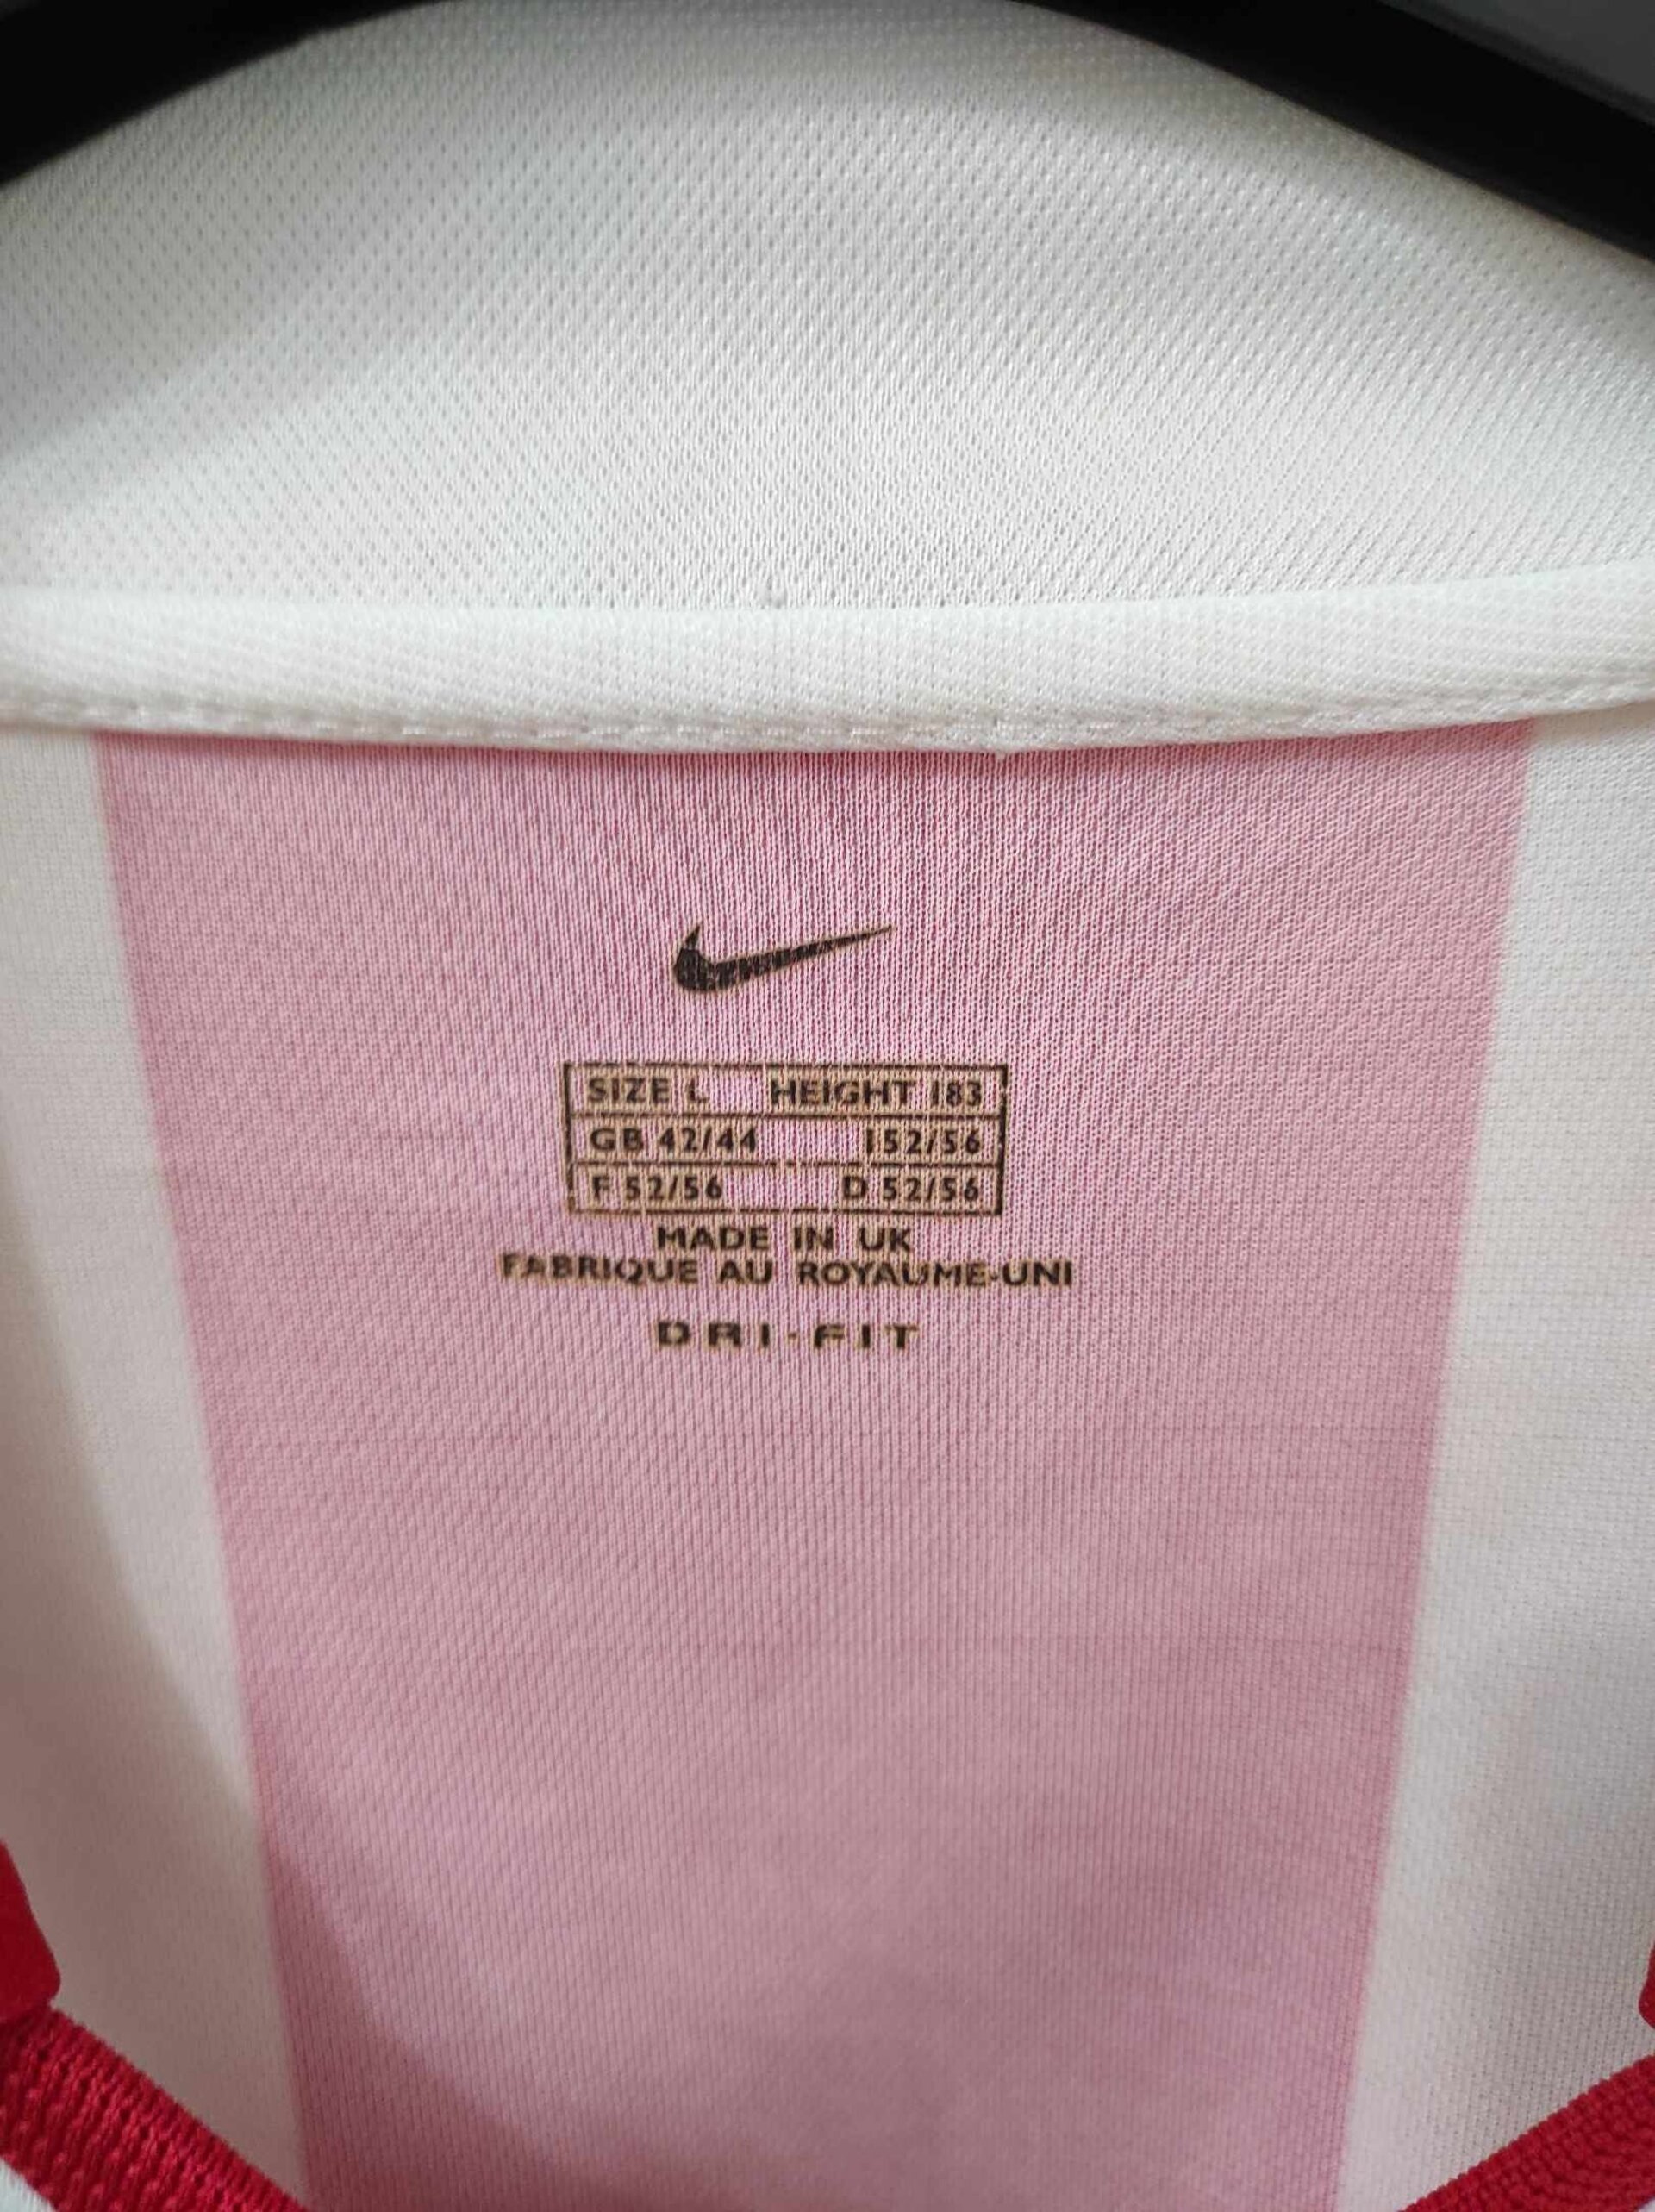 SIZE L HEIGHT 183
GB 42/44 I 52/56
F 52/56 D 52/56
MADE IN UK
FABRIQUE AU ROYAUME-UNI
DRI-FIT